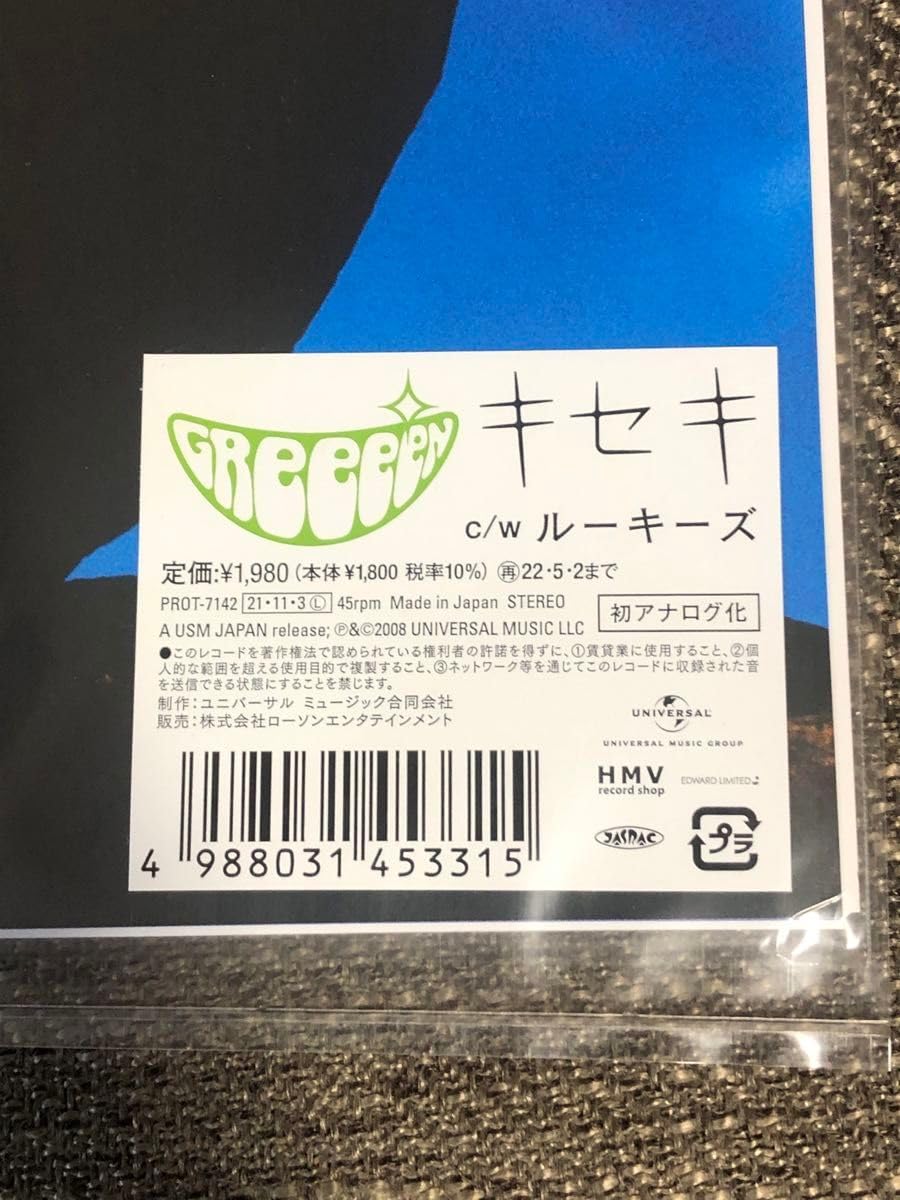 GReeeeN
キセキ
c/w ルーキーズ
定価:¥1,980 (本体¥1,800 税率10%) ㊢22・5・2まで
PROT-7142 21・11・3Ⓛ 45rpm Made in Japan STEREO
初アナログ化
A USM JAPAN release; ℗&©2008 UNIVERSAL MUSIC LLC
●このレコードを著作権法で認められている権利者の許諾を得ずに、①賃貸業に使用すること、②個
人的な範囲を超える使用目的で複製すること、③ネットワーク等を通じてこのレコードに収録された音
を送信できる状態にすることを禁じます。
制作:ユニバーサル ミュージック合同会社
販売:株式会社ローソンエンタテインメント
UNIVERSAL
UNIVERSAL MUSIC GROUP
HMV
record shop
EDWARD LIMITED
JASRAC
プラ
4 988031 453315